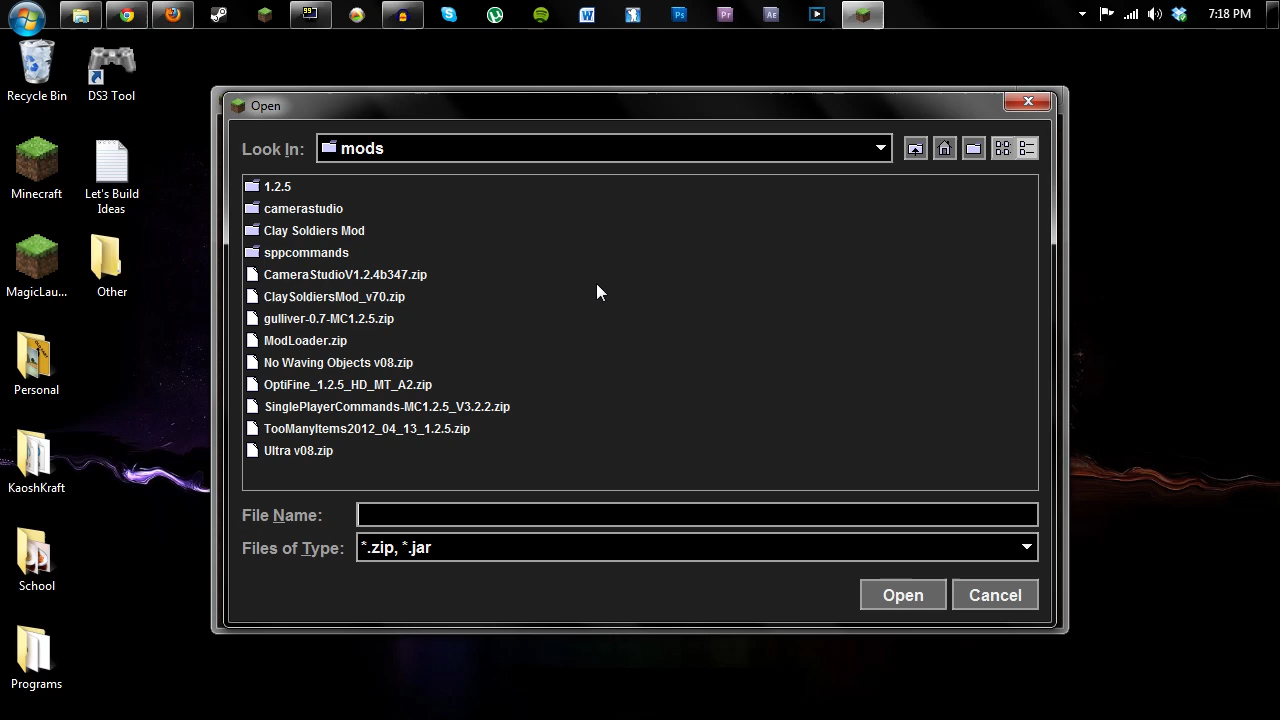 99
W
Ps
Pr
Ae
7:18 PM
Recycle Bin
DS3 Tool
Minecraft
Let's Build
Ideas
MagicLau...
Other
Personal
KaoshKraft
School
Programs
Open
Look In:
mods
1.2.5
camerastudio
Clay Soldiers Mod
sppcommands
CameraStudioV1.2.4b347.zip
ClaySoldiersMod_v70.zip
gulliver-0.7-MC1.2.5.zip
ModLoader.zip
No Waving Objects v08.zip
OptiFine_1.2.5_HD_MT_A2.zip
SinglePlayerCommands-MC1.2.5_V3.2.2.zip
TooManyItems2012_04_13_1.2.5.zip
Ultra v08.zip
File Name:
Files of Type:
*.zip, *.jar
Open
Cancel